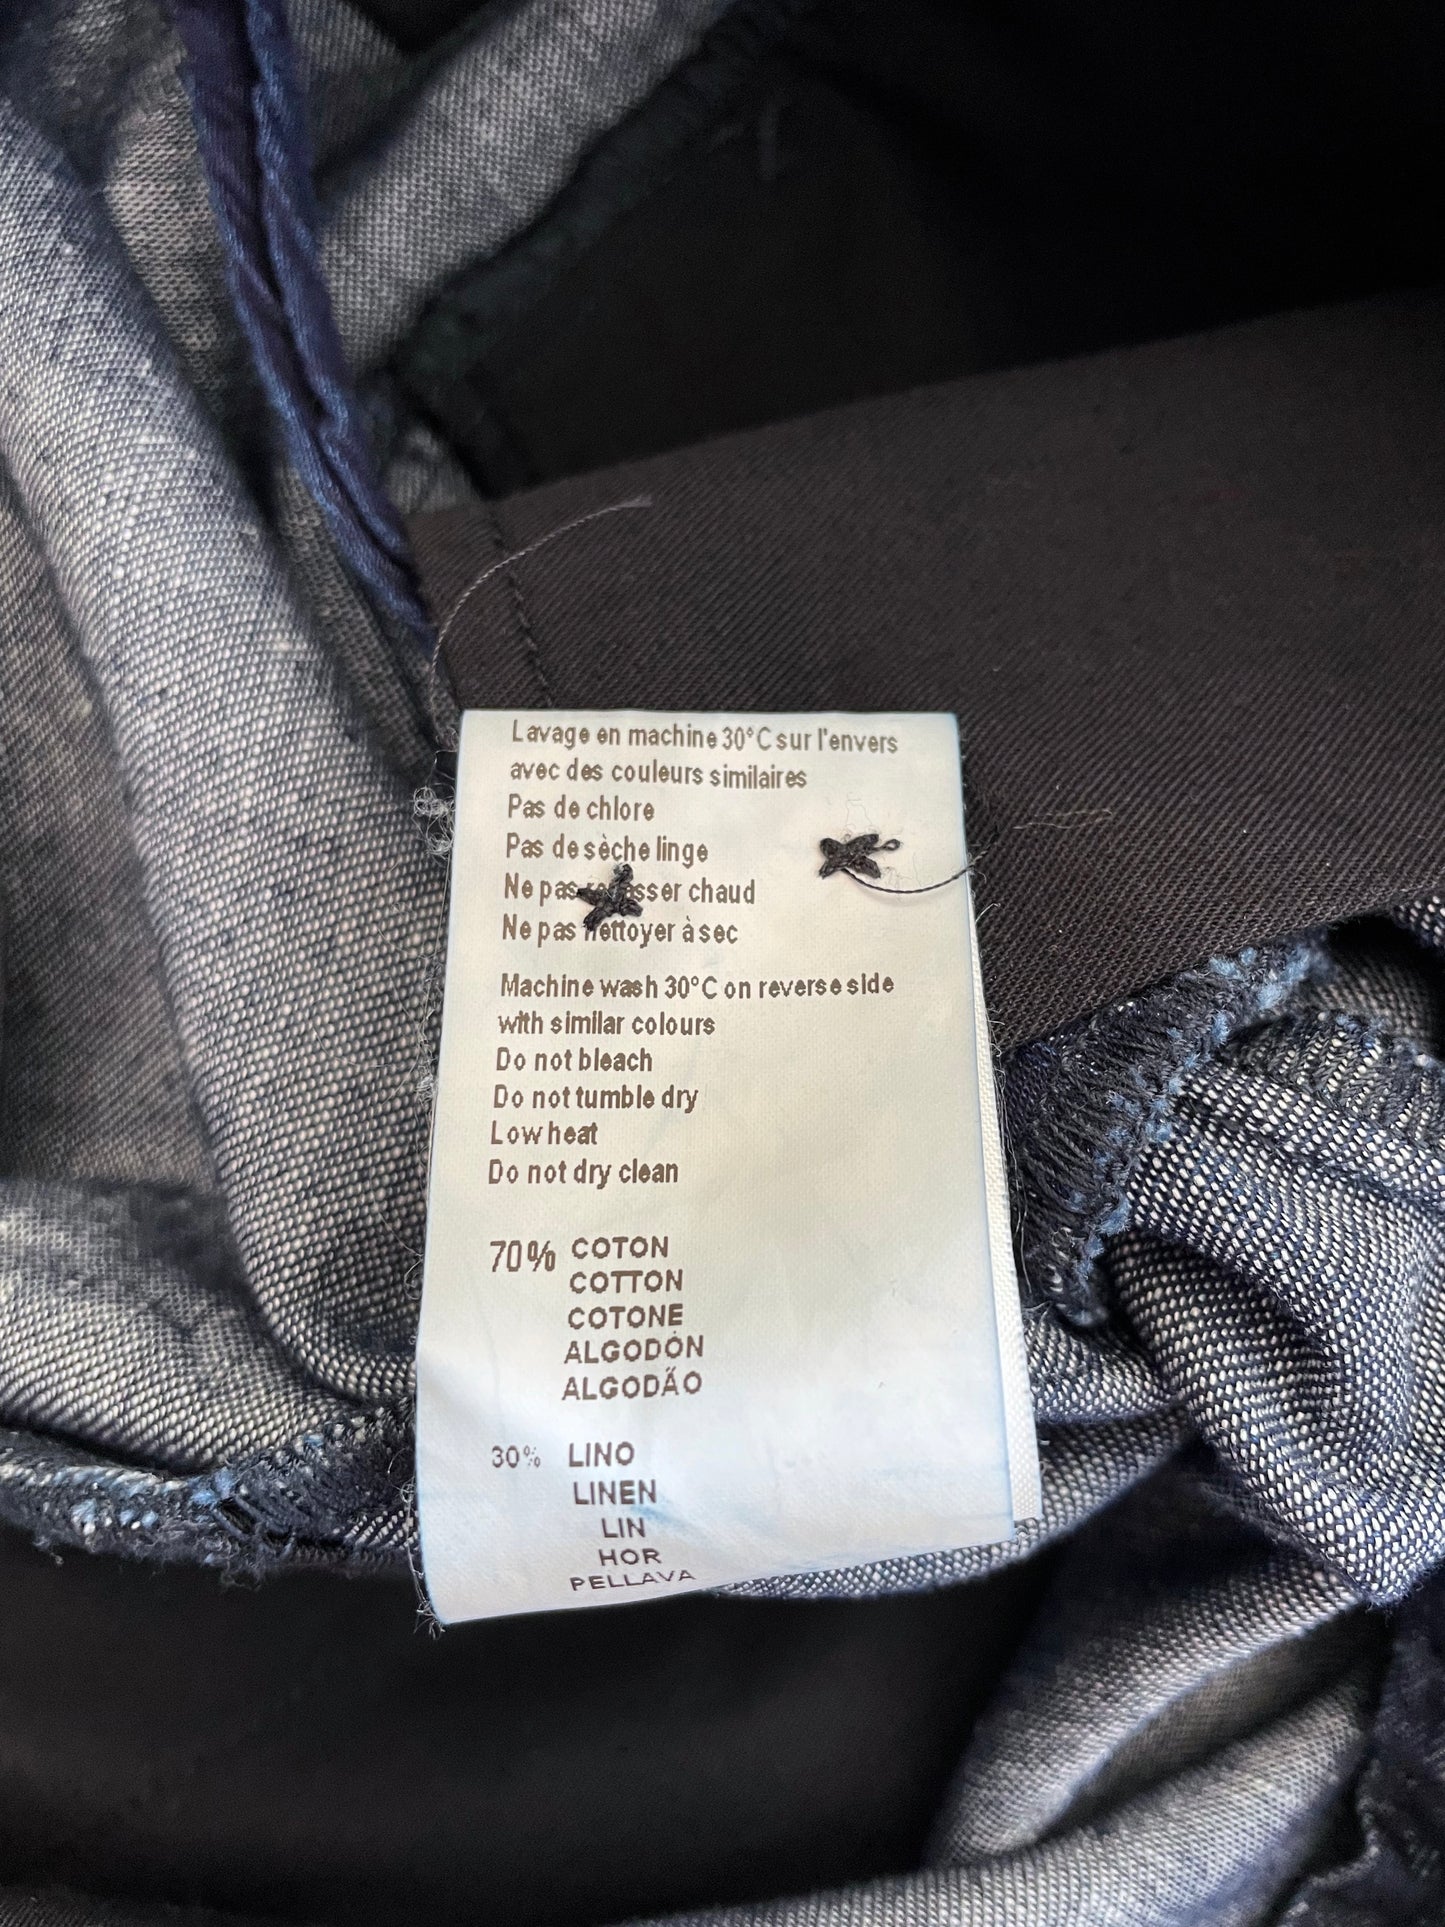 Lavage en machine 30°C sur l'envers
avec des couleurs similaires
Pas de chlore
Pas de sèche linge
Ne pas chaud
Ne pas nettoyer à sec
Machine wash 30°C on reverse side
with similar colours
Do not bleach
Do not tumble dry
Low heat
Do not dry clean
70% COTON
COTTON
COTONE
ALGODÓN
ALGODÃO
30% LINO
LINEN
LIN
HOR
PELLAVA